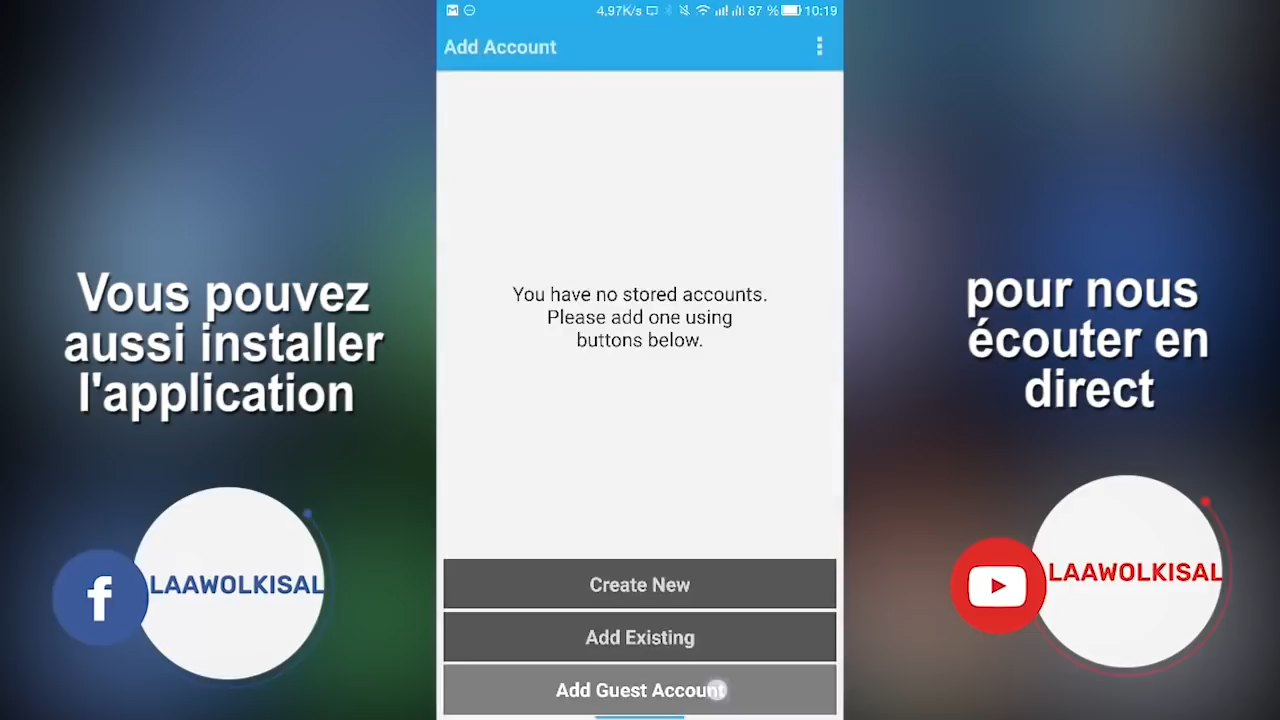 4,97K/s 87 % 10:19
Add Account
You have no stored accounts.
Please add one using
buttons below.
Create New
Add Existing
Add Guest Account
Vous pouvez
aussi installer
l'application
LAAWOLKISAL
pour nous
écouter en
direct
LAAWOLKISAL